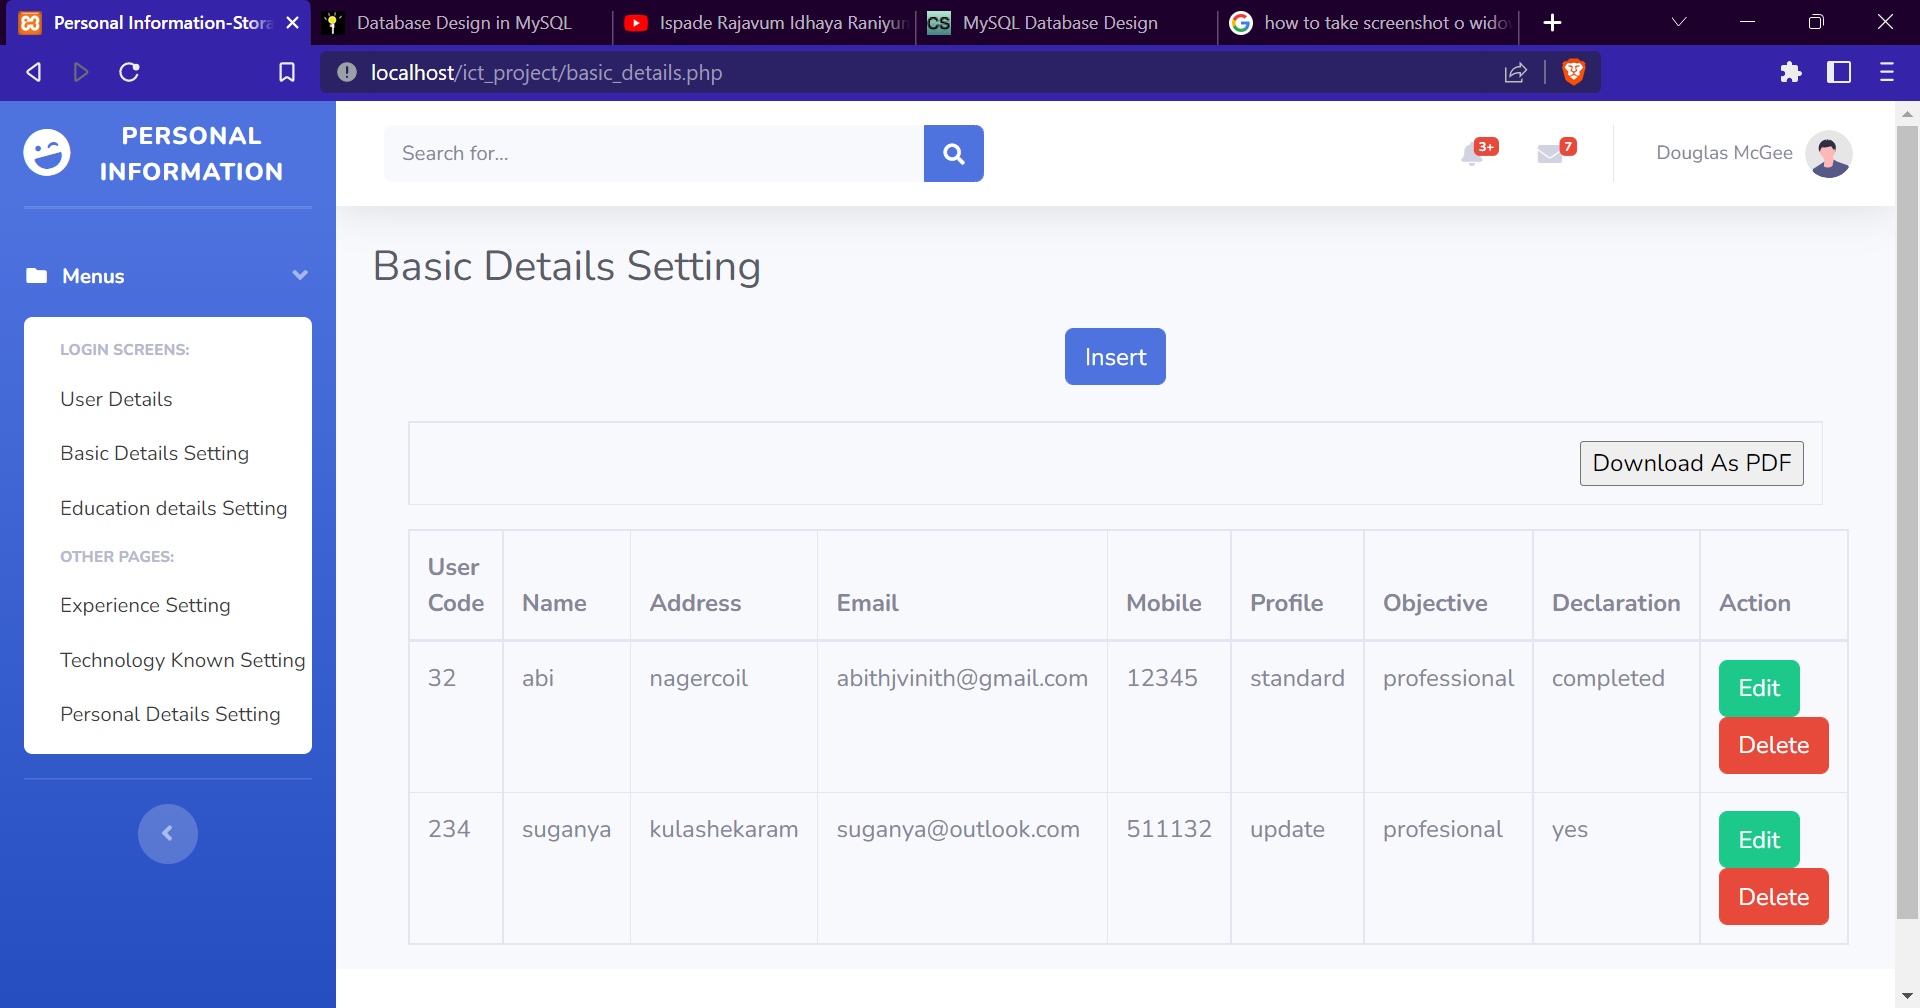 Personal Information-Stora
Database Design in MySQL
Ispade Rajavum Idhaya Raniyun
CS MySQL Database Design
how to take screenshot o wido
localhost/ict_project/basic_details.php
PERSONAL
INFORMATION
Search for...
3+
7
Douglas McGee
Menus
LOGIN SCREENS:
User Details
Basic Details Setting
Education details Setting
OTHER PAGES:
Experience Setting
Technology Known Setting
Personal Details Setting
Basic Details Setting
Insert
Download As PDF
User
Code Name Address Email Mobile Profile Objective Declaration Action
32 abi nagercoil abithjvinith@gmail.com 12345 standard professional completed Edit
Delete
234 suganya kulashekaram suganya@outlook.com 511132 update profesional yes Edit
Delete